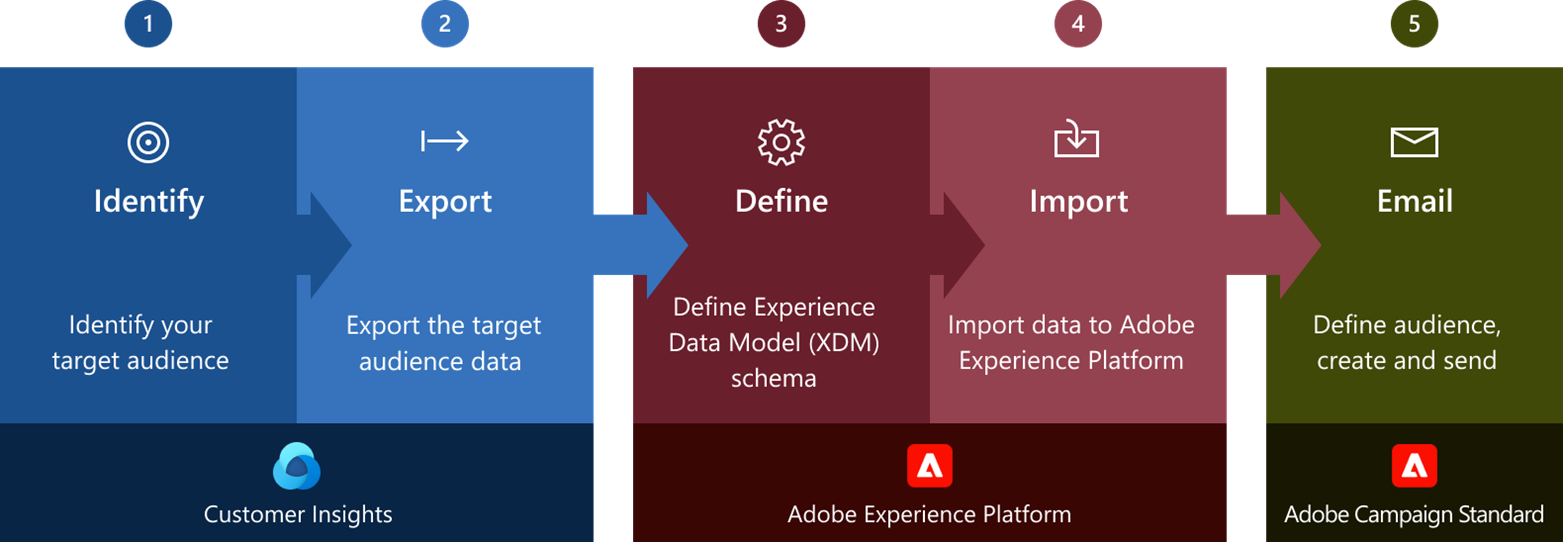 1
2
3
4
5
Identify
Export
Define
Import
Email
Identify your
target audience
Export the target
audience data
Define Experience
Data Model (XDM)
schema
Import data to Adobe
Experience Platform
Define audience,
create and send
Customer Insights
Adobe Experience Platform
Adobe Campaign Standard